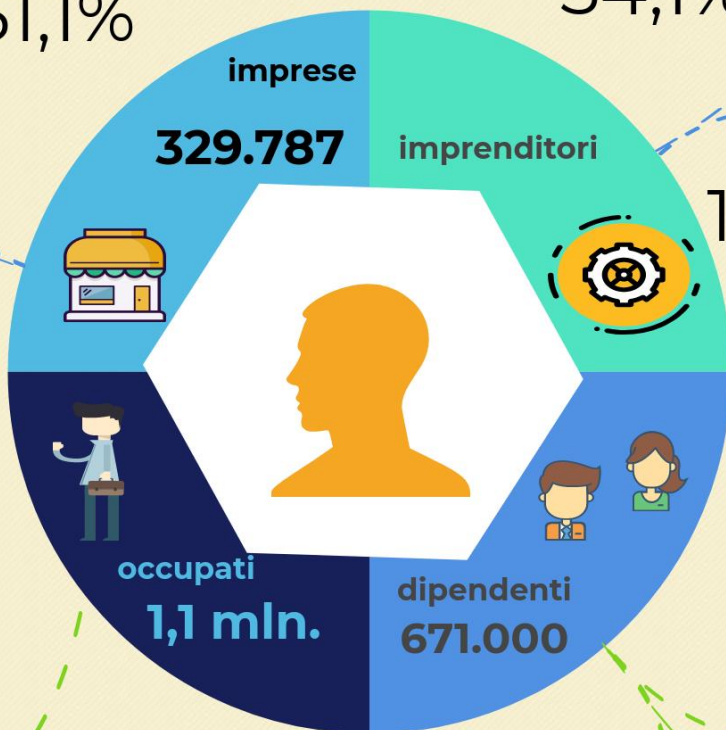 imprese
329.787
imprenditori
occupati
1,1 mln.
dipendenti
671.000